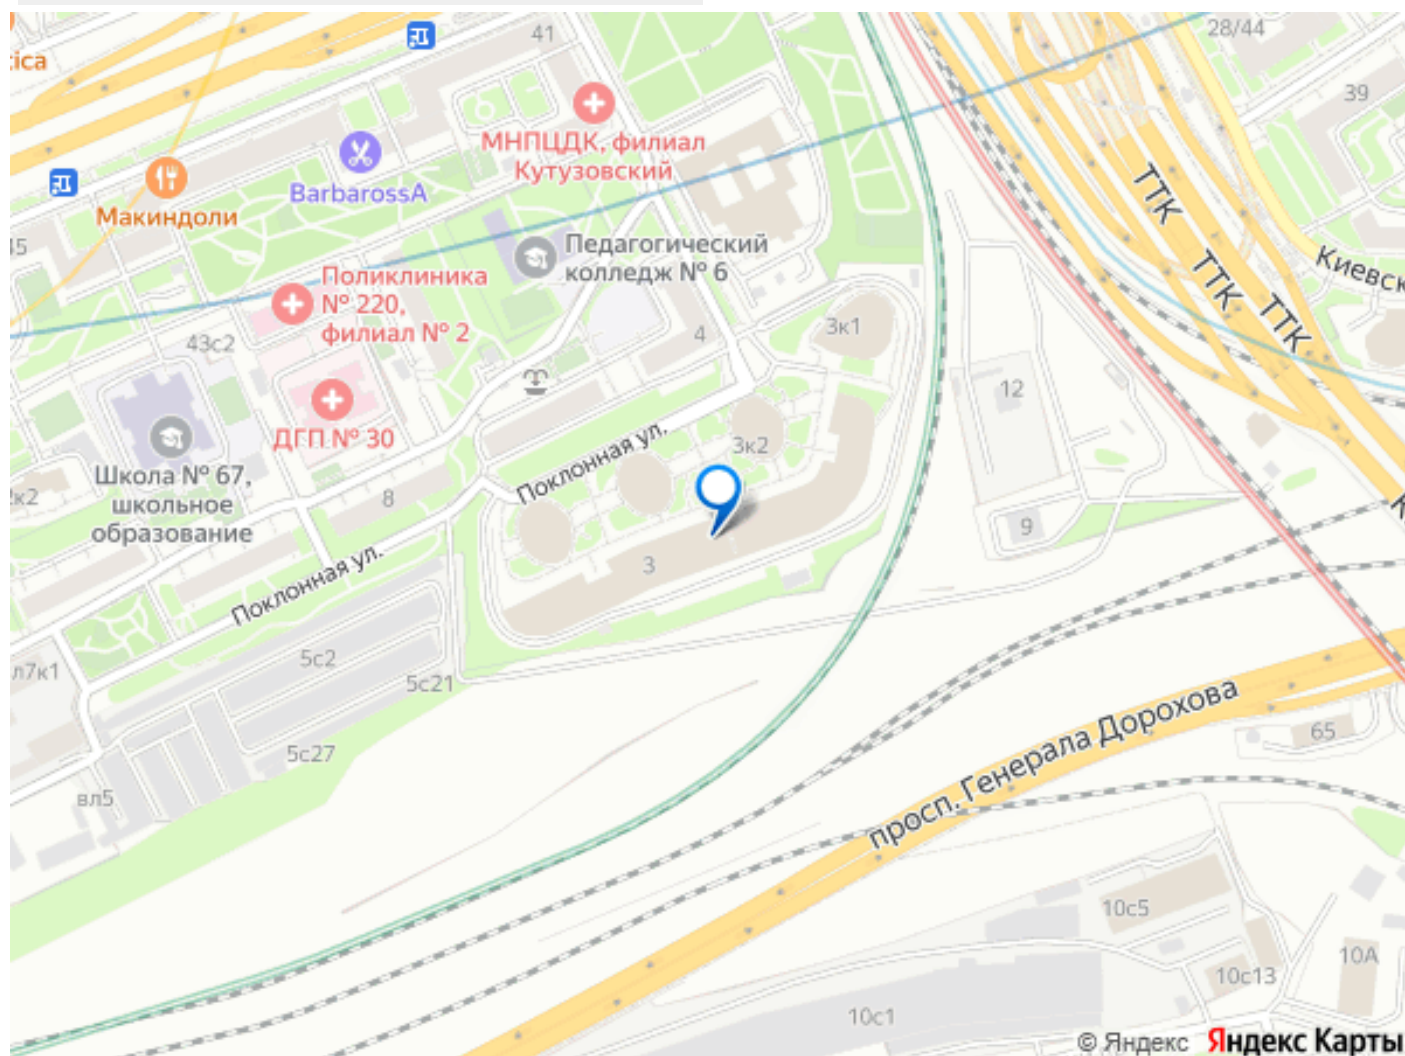 28/44
41
ica
39
МНПЦДК, филиал
Кутузовский
BarbarossA
Макиндоли
ТТК
45
Педагогический
колледж № 6
Поликлиника
№ 220,
филиал № 2
ТТК
Киевск
ТТК
3к1
4
43с2
12
ДГП № 30
3к2
Поклонная ул.
Школа № 67,
школьное
образование
к2
8
9
3
Поклонная ул.
5с2
л7к1
5с21
просп. Генерала Дорохова
65
5с27
вл5
10с5
10А
10с13
10с1
© Яндекс Яндекс Карты